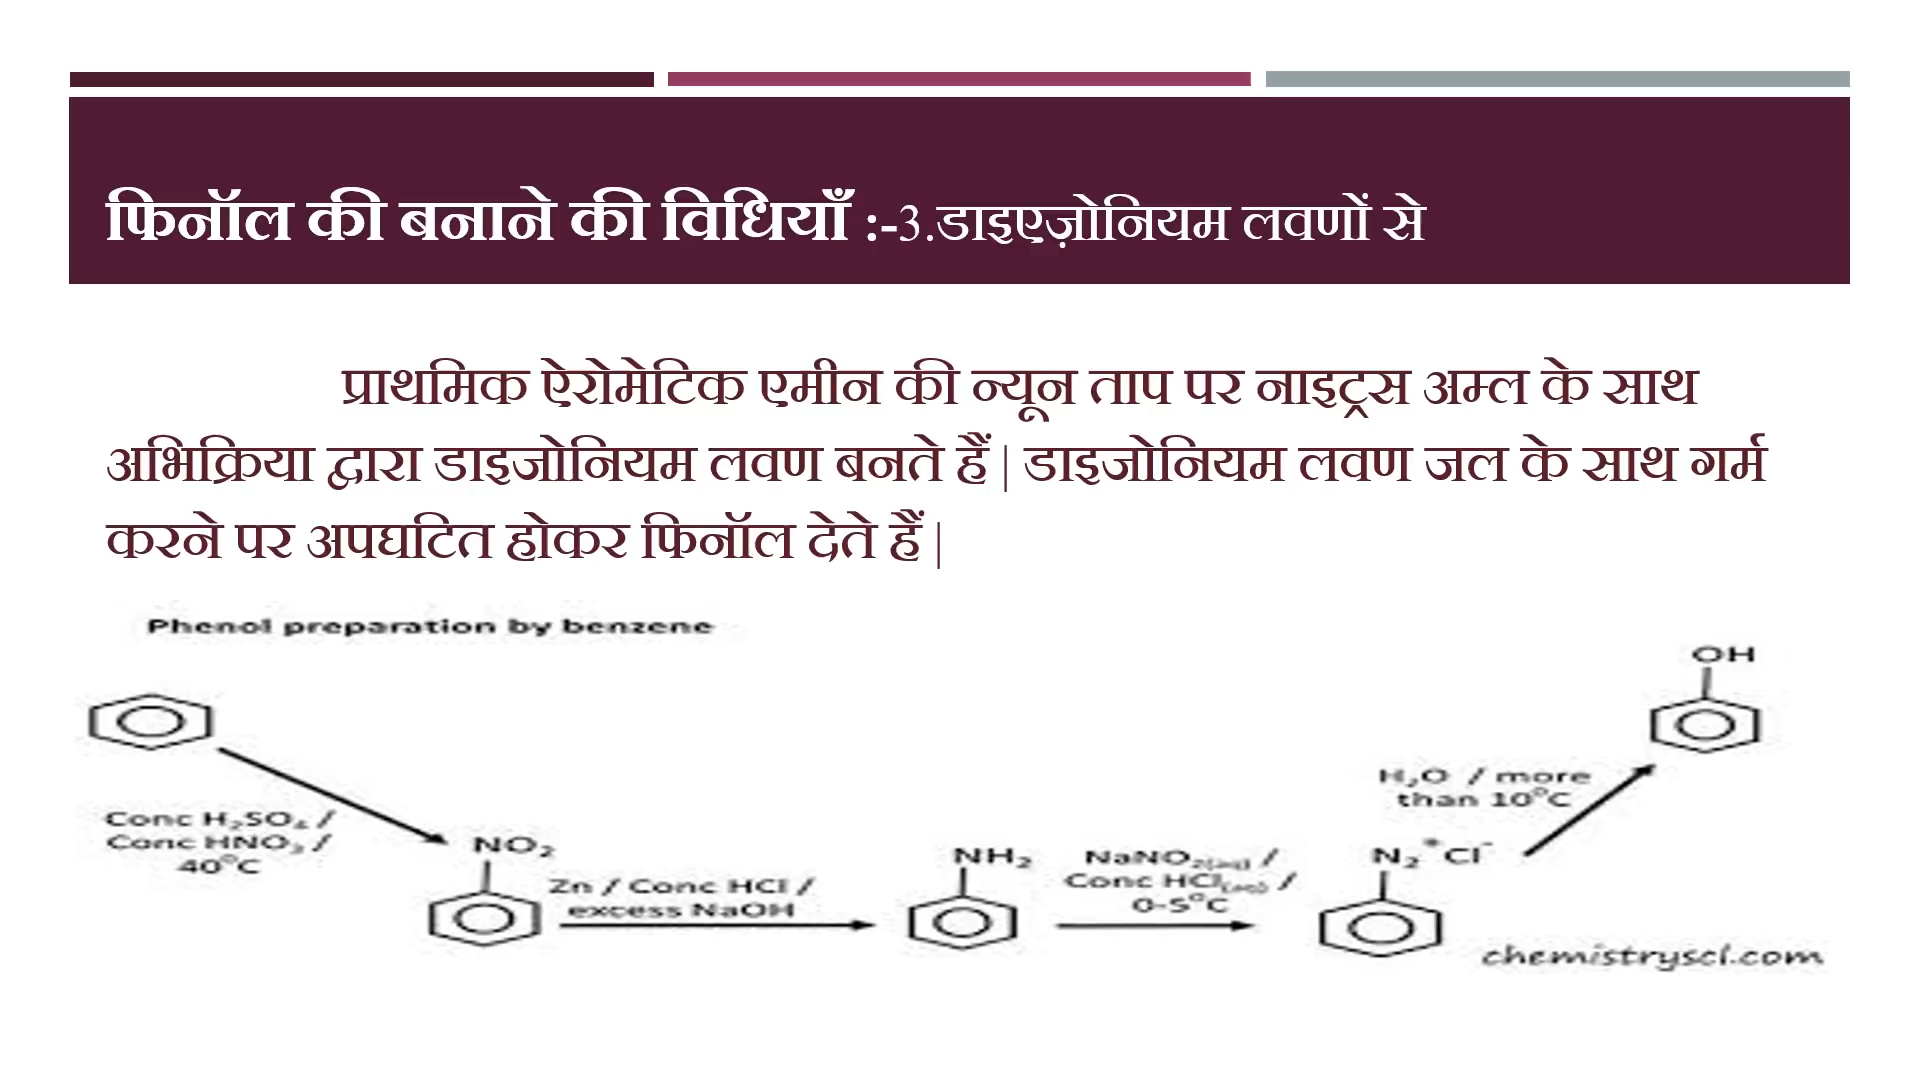 फिनॉल की बनाने की विधियाँ :-3.डाइएज़ोनियम लवणों से
प्राथमिक ऐरोमेटिक एमीन की न्यून ताप पर नाइट्रस अम्ल के साथ
अभिक्रिया द्वारा डाइजोनियम लवण बनते हैं | डाइजोनियम लवण जल के साथ गर्म
करने पर अपघटित होकर फिनॉल देते हैं |
Phenol preparation by benzene
OH
H₂O / more
than 10°C
Conc H₂SO₄ /
Conc HNO₃ /
40°C
NO₂
Zn / Conc HCl /
excess NaOH
NH₂
NaNO₂(aq) /
Conc HCl(aq) /
0-5°C
N₂⁺Cl⁻
chemistryscl.com